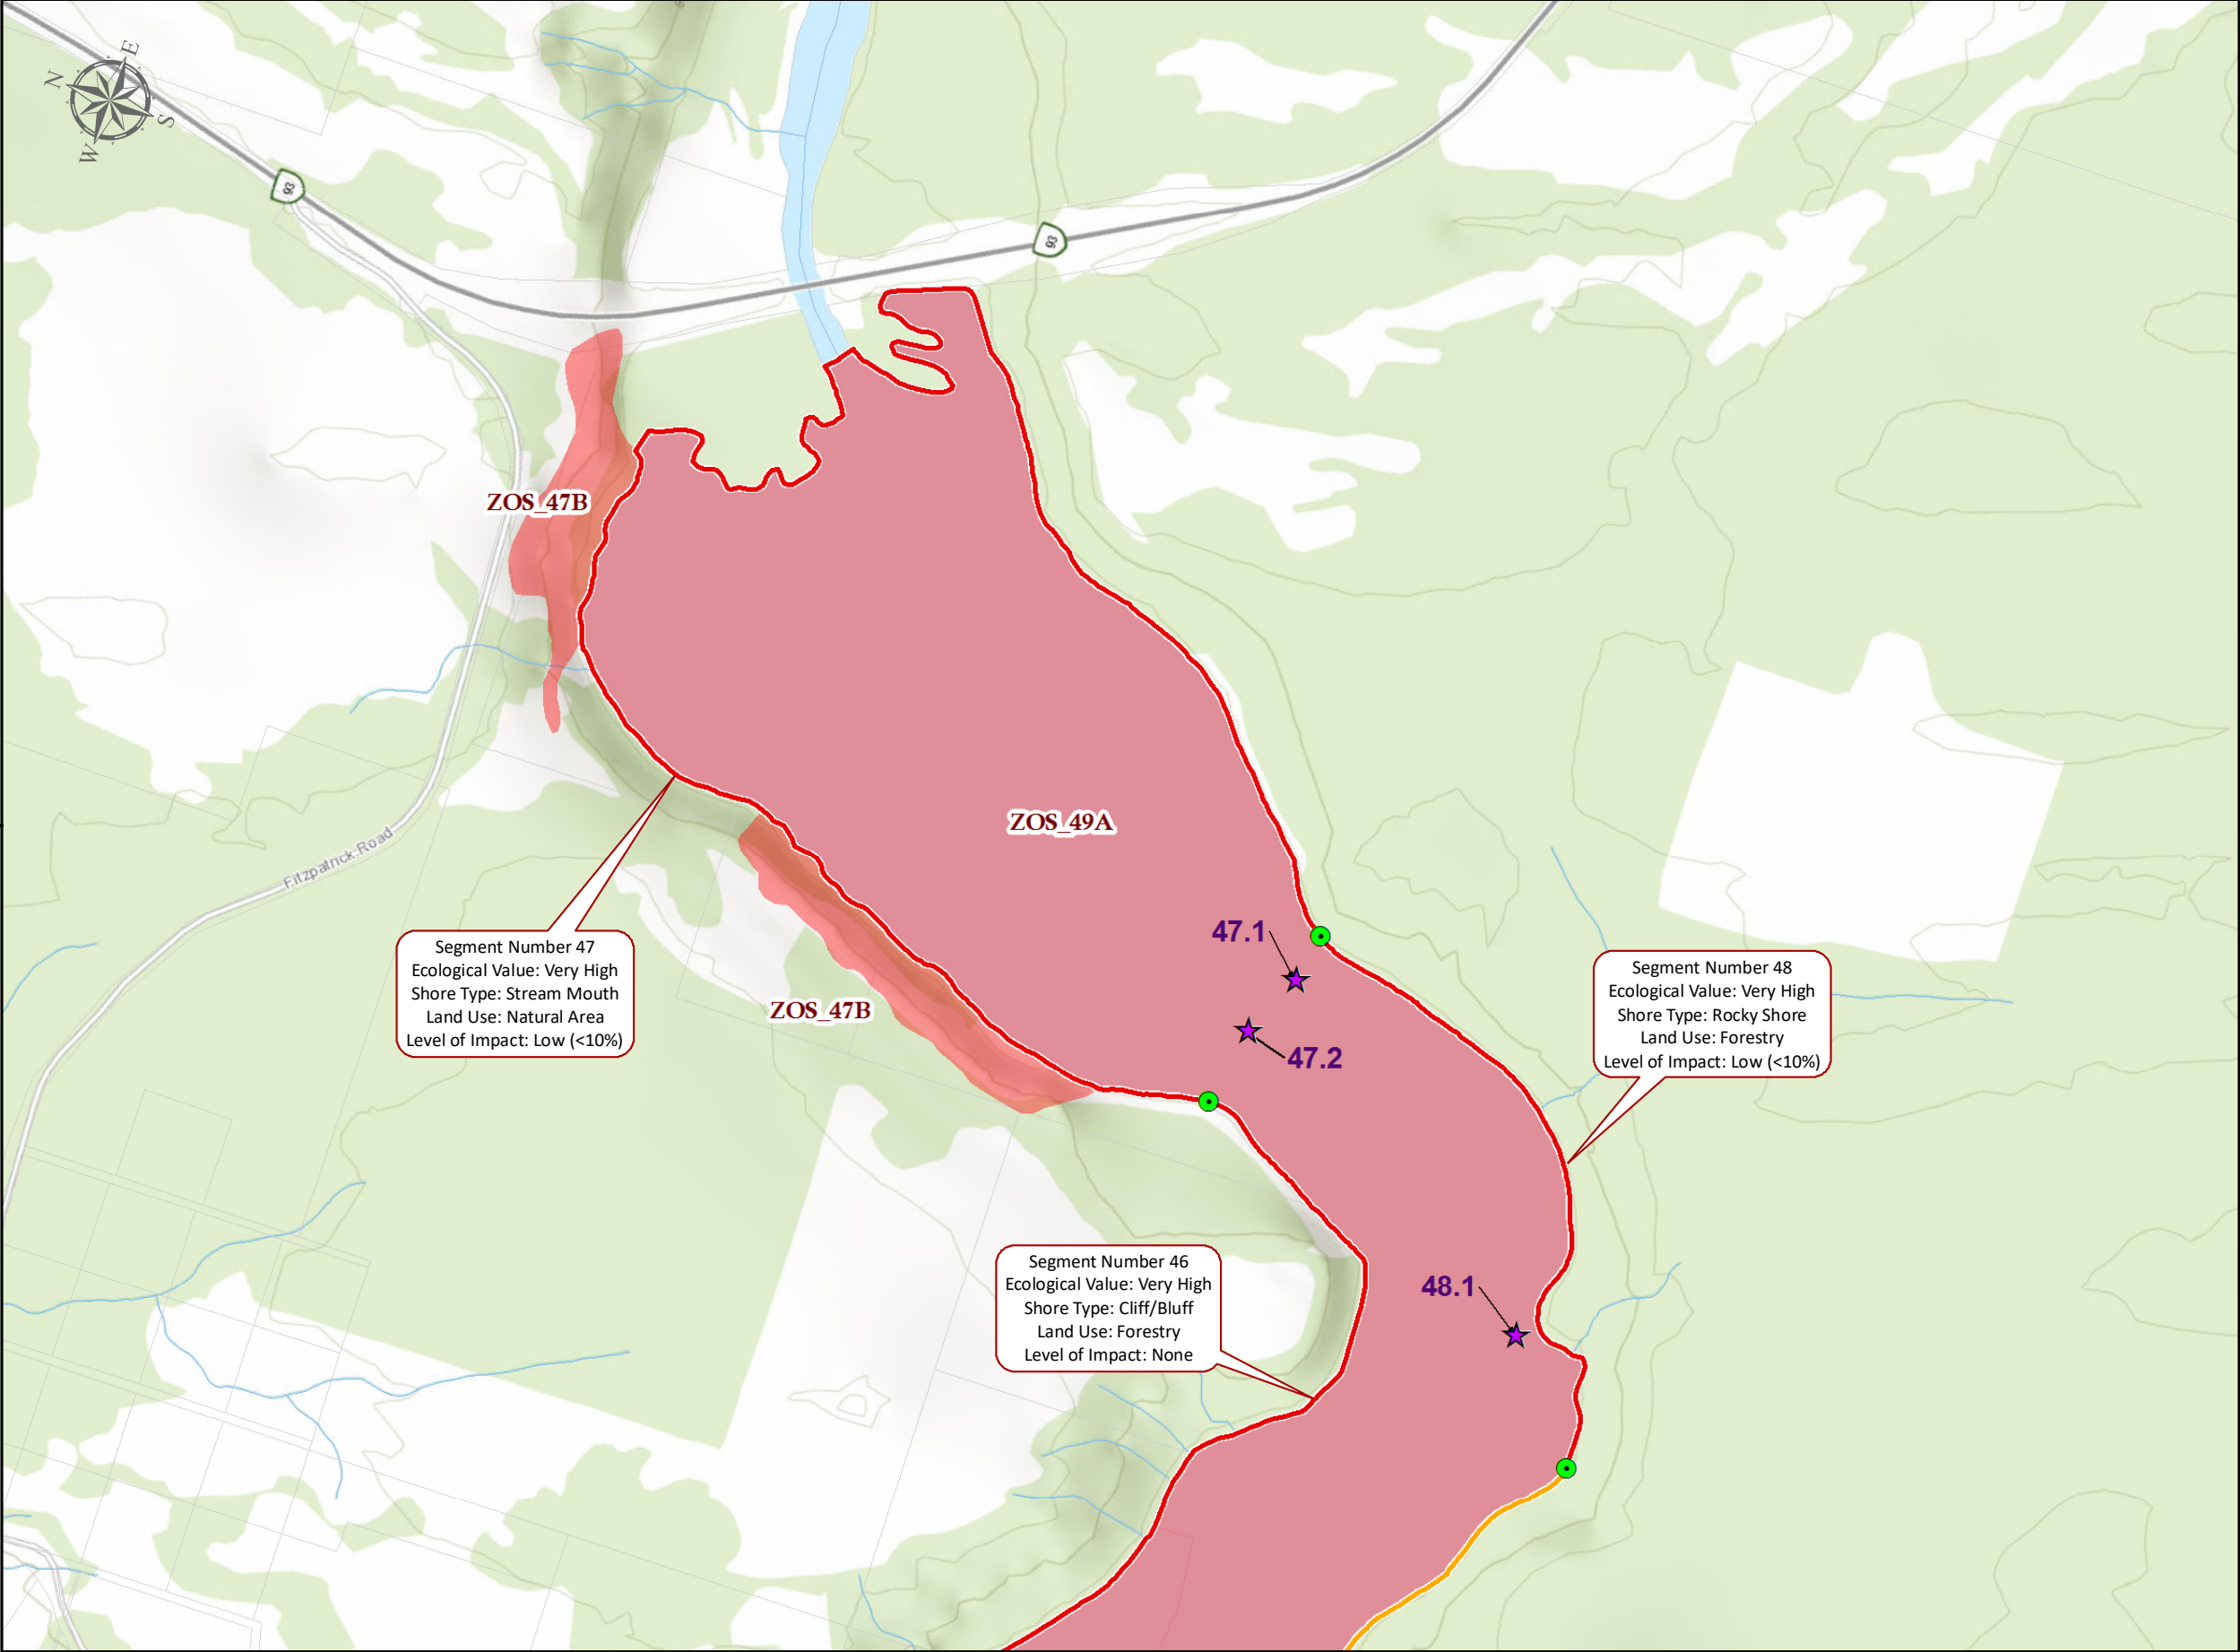 E
N
S
W
93
93
ZOS_47B
ZOS_49A
Fitzpatrick Road
47.1
Segment Number 47
Ecological Value: Very High
Shore Type: Stream Mouth
Land Use: Natural Area
Level of Impact: Low (<10%)
ZOS_47B
47.2
Segment Number 48
Ecological Value: Very High
Shore Type: Rocky Shore
Land Use: Forestry
Level of Impact: Low (<10%)
Segment Number 46
Ecological Value: Very High
Shore Type: Cliff/Bluff
Land Use: Forestry
Level of Impact: None
48.1